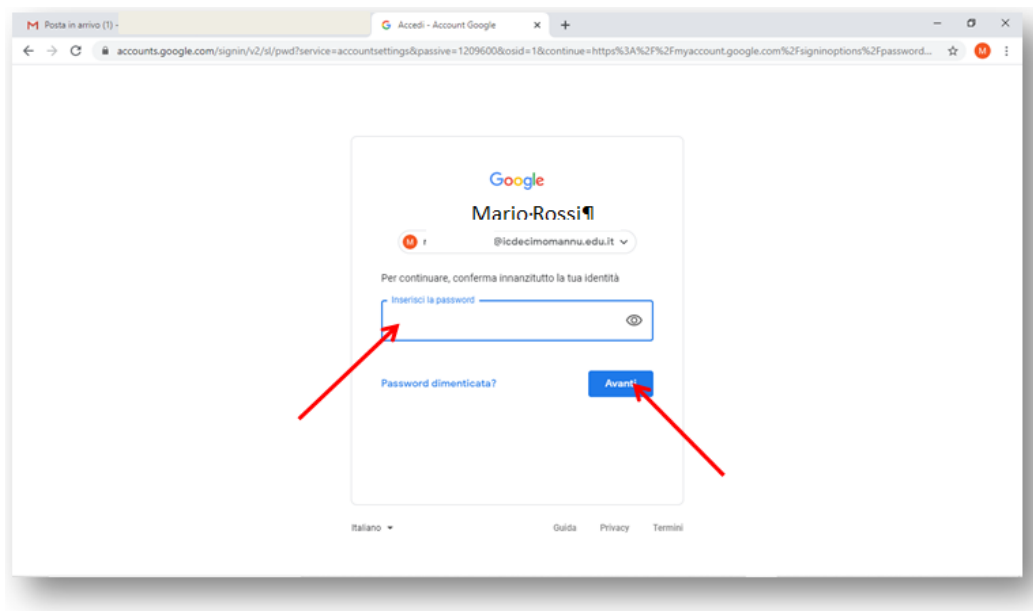 Posta in arrivo (1) -
Accedi - Account Google
accounts.google.com/signin/v2/sl/pwd?service=accountsettings&passive=1209600&osid=1&continue=https%3A%2F%2Fmyaccount.google.com%2Fsigninoptions%2Fpassword...
M
Google
Mario·Rossi¶
M r @icdecimomannu.edu.it
Per continuare, conferma innanzitutto la tua identità
Inserisci la password
Password dimenticata? Avanti
Italiano Guida Privacy Termini